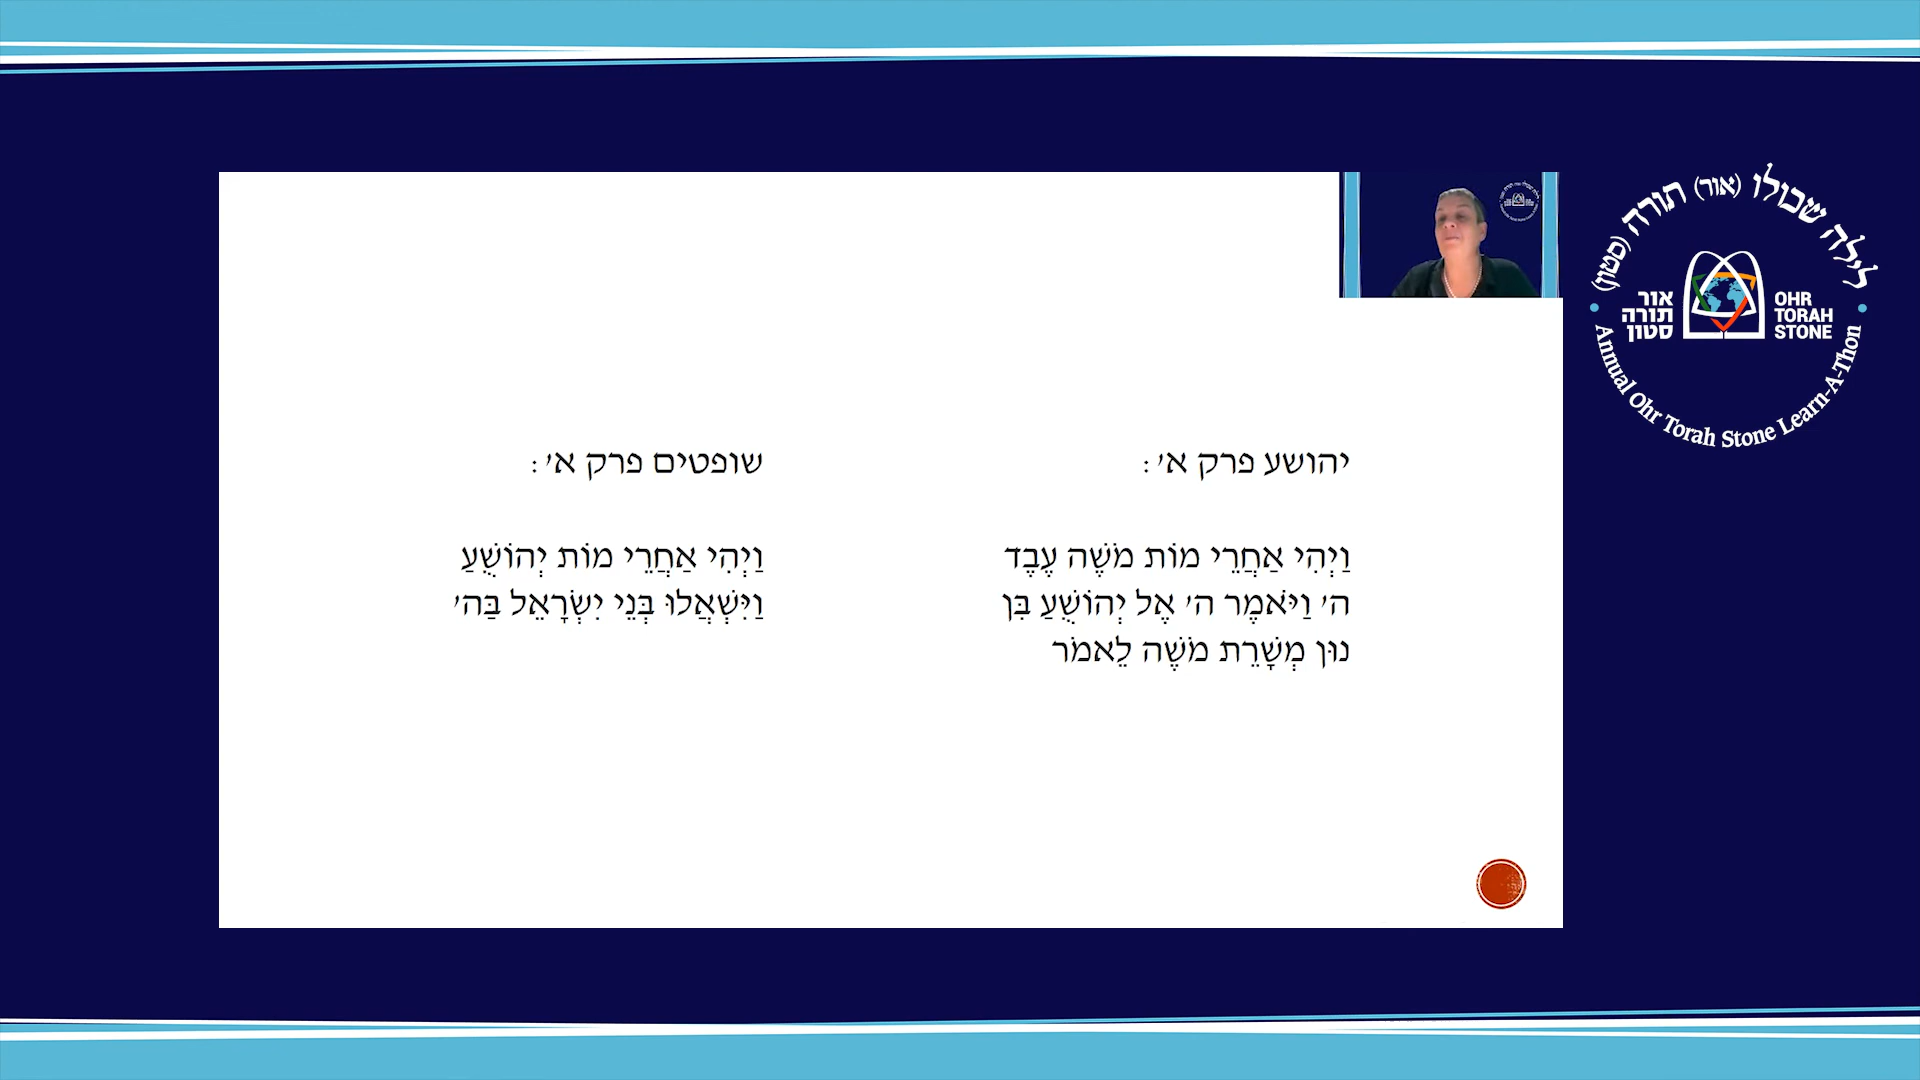 יהושע פרק א׳:
וַיְהִי אַחֲרֵי מוֹת מֹשֶׁה עֶבֶד
ה׳ וַיֹּאמֶר ה׳ אֶל יְהוֹשֻׁעַ בִּן
נוּן מְשָׁרֵת מֹשֶׁה לֵאמֹר
שופטים פרק א׳:
וַיְהִי אַחֲרֵי מוֹת יְהוֹשֻׁעַ
וַיִּשְׁאֲלוּ בְּנֵי יִשְׂרָאֵל בַּה׳
לילה שכולו (אור) תורה (סטון)
אור
תורה
סטון
OHR
TORAH
STONE
Annual Ohr Torah Stone Learn-A-Thon